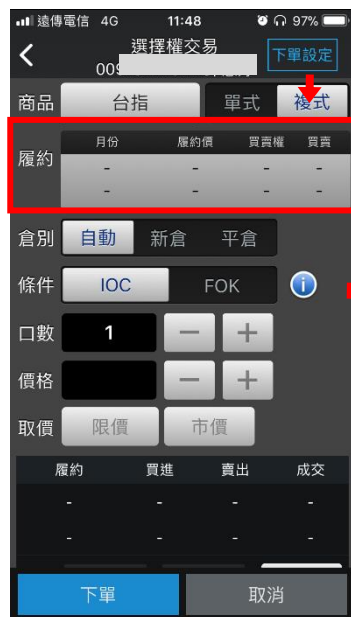 遠傳電信 4G 11:48 97%
選擇權交易
009
下單設定
商品 台指 單式 複式
履約 月份 履約價 買賣權 買賣
- - - -
- - - -
倉別 自動 新倉 平倉
條件 IOC FOK i
口數 1 − +
價格 − +
取價 限價 市價
履約 買進 賣出 成交
- - - -
- - - -
下單 取消